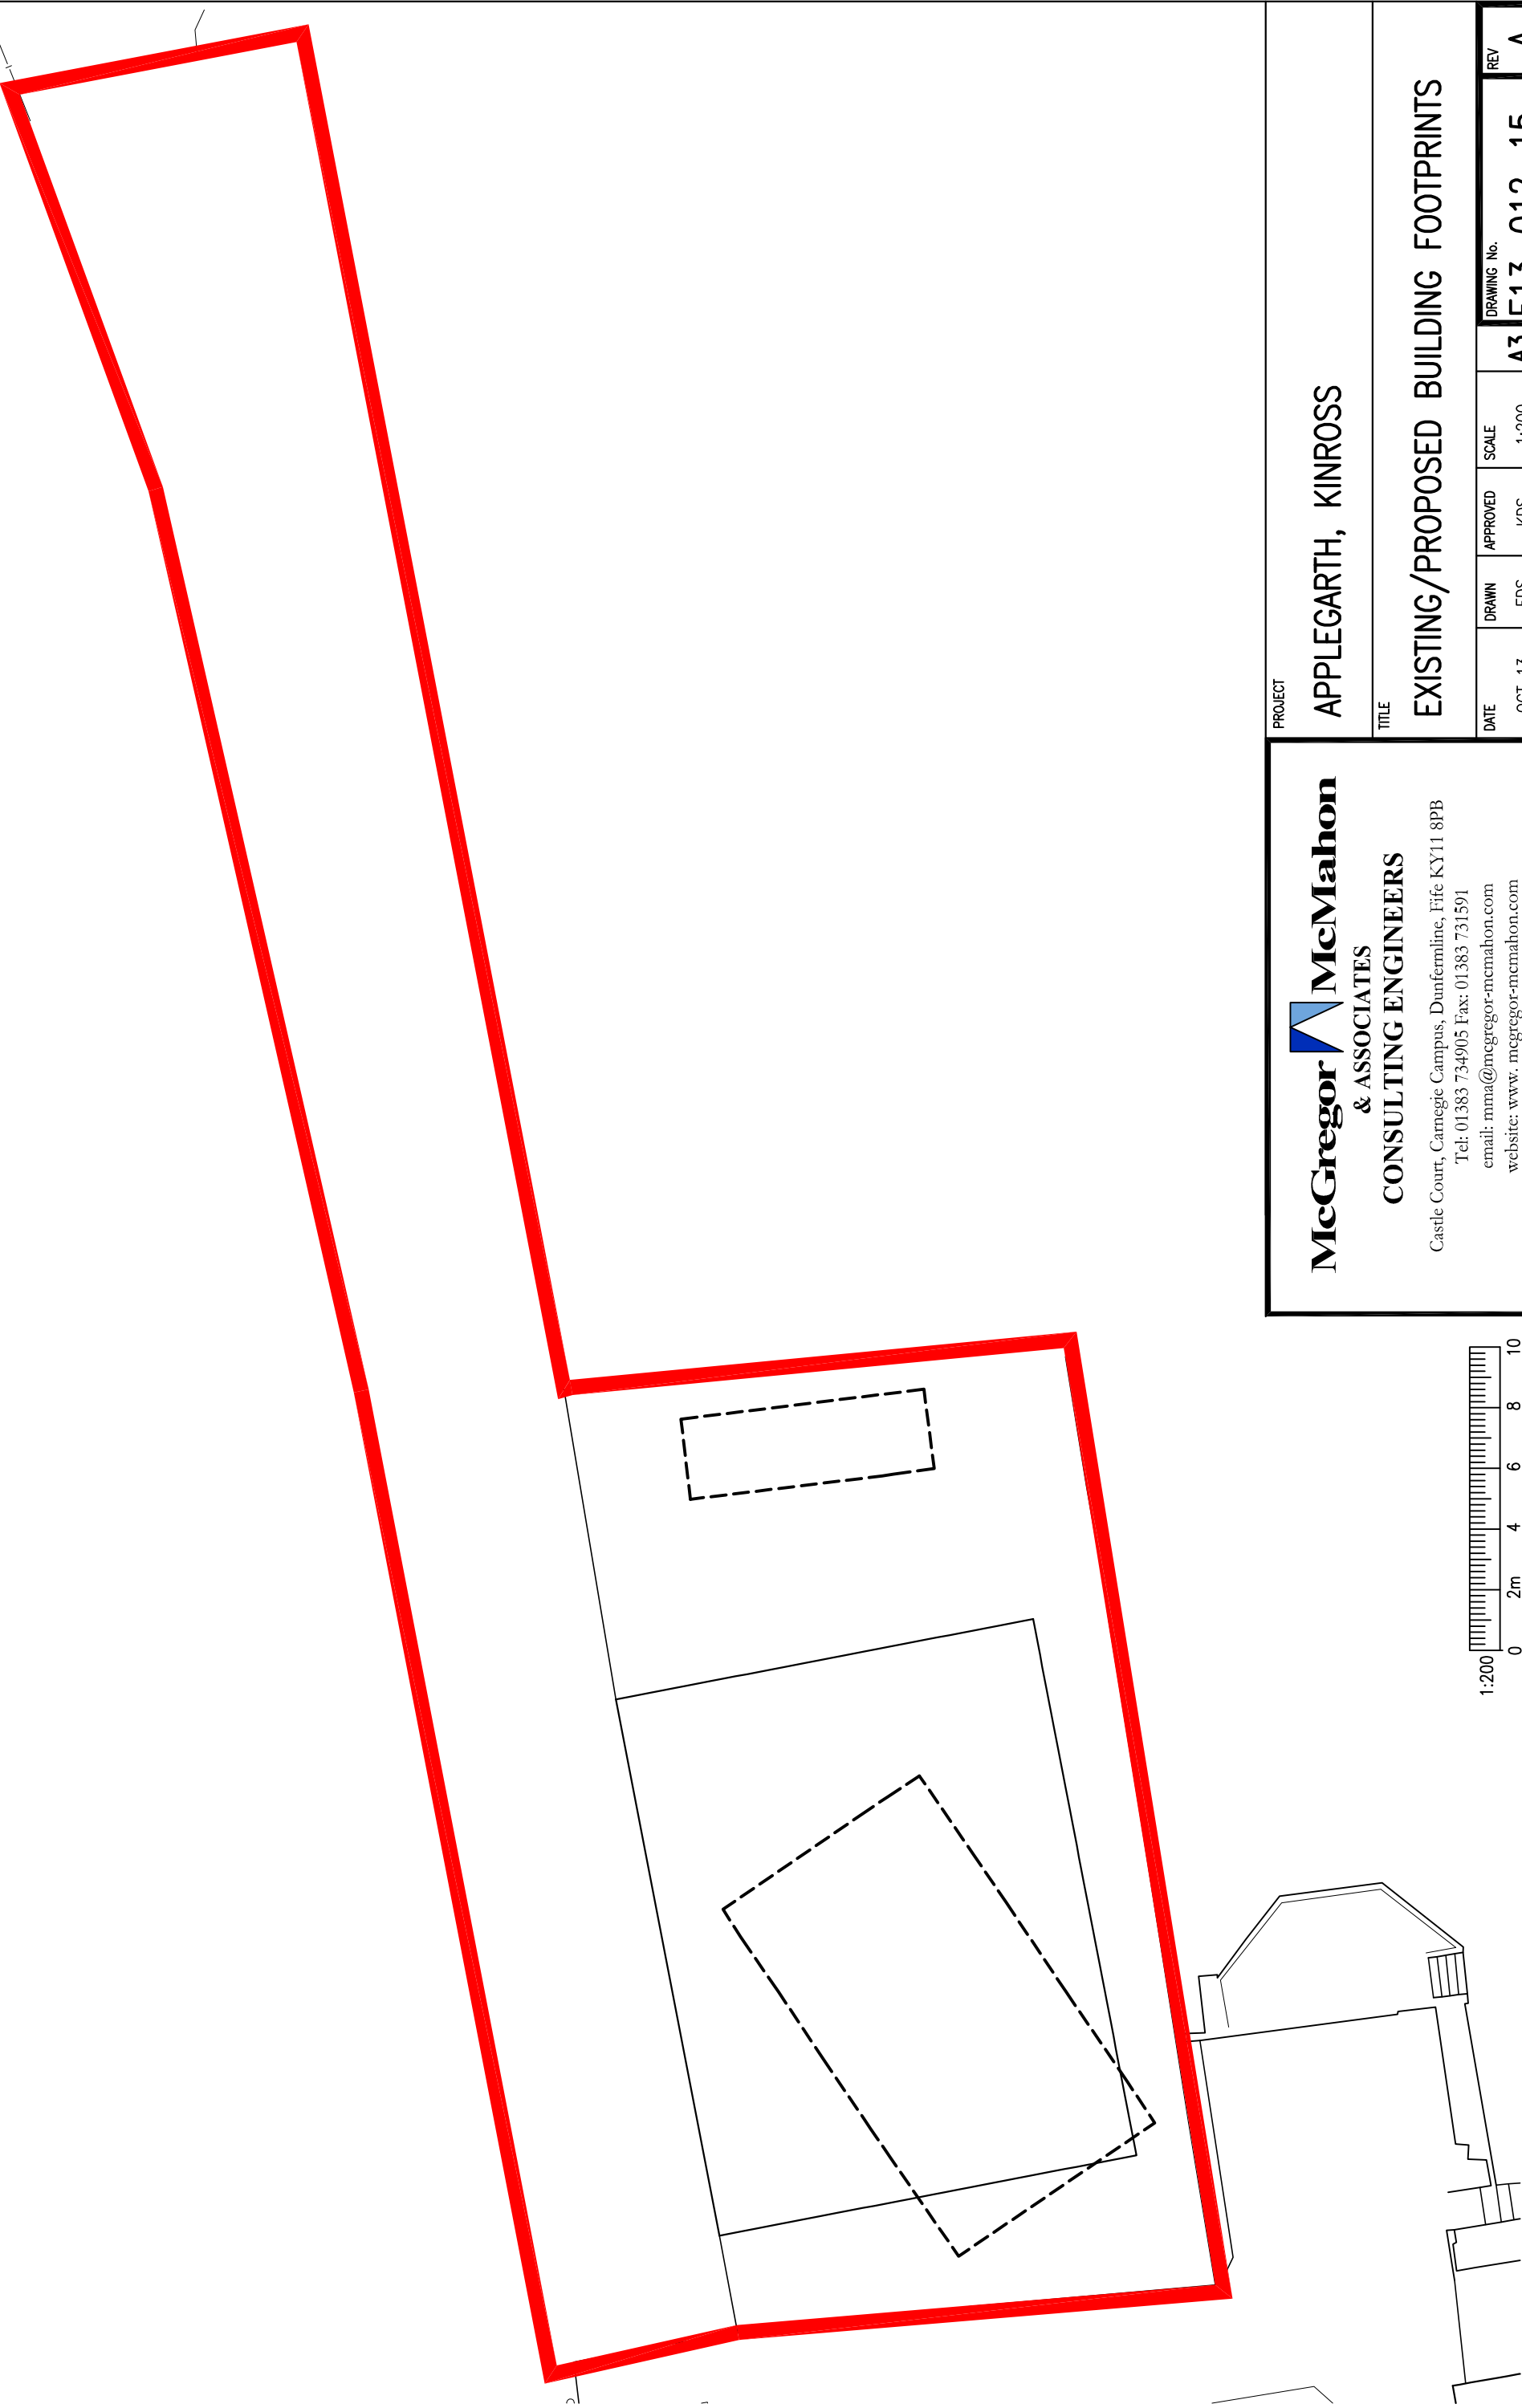 PROJECT
APPLEGARTH, KINROSS
TITLE
EXISTING/PROPOSED BUILDING FOOTPRINTS
DATE
DRAWN
APPROVED
SCALE
DRAWING No.
REV
McGregor McMahon
& ASSOCIATES
CONSULTING ENGINEERS
Castle Court, Carnegie Campus, Dunfermline, Fife KY11 8PB
Tel: 01383 734905 Fax: 01383 731591
email: mma@mcgregor-mcmahon.com
website: www. mcgregor-mcmahon.com
1:200
0 2m 4 6 8 10